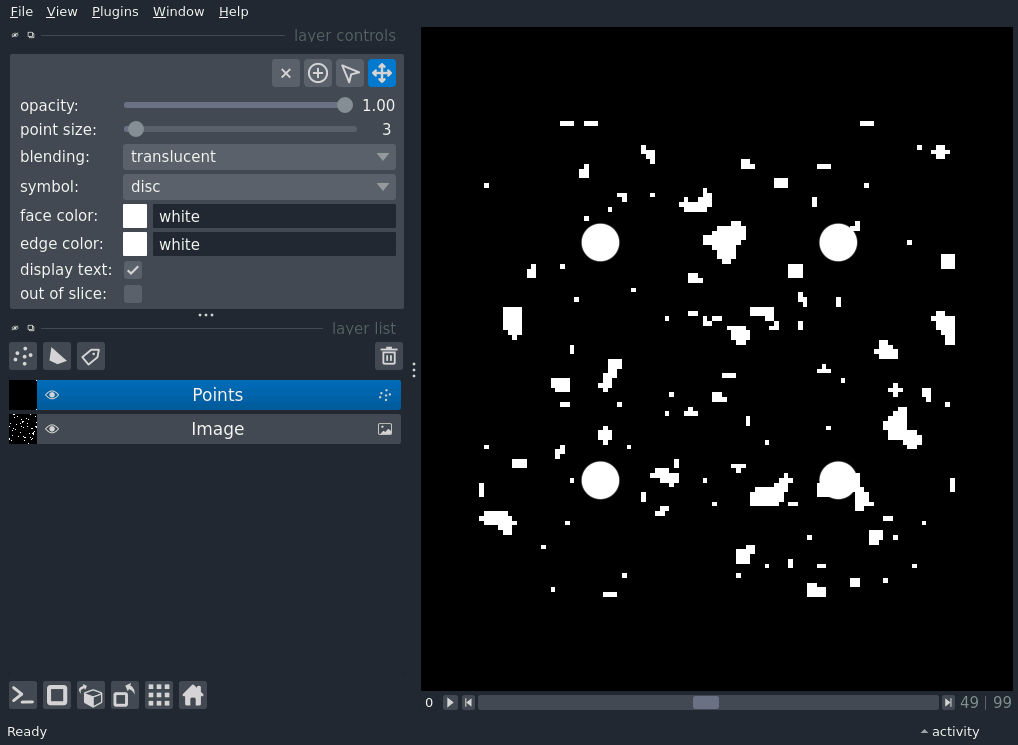 File View Plugins Window Help
layer controls
opacity: 1.00
point size: 3
blending: translucent
symbol: disc
face color: white
edge color: white
display text:
out of slice:
layer list
Points
Image
0 49 | 99
Ready activity